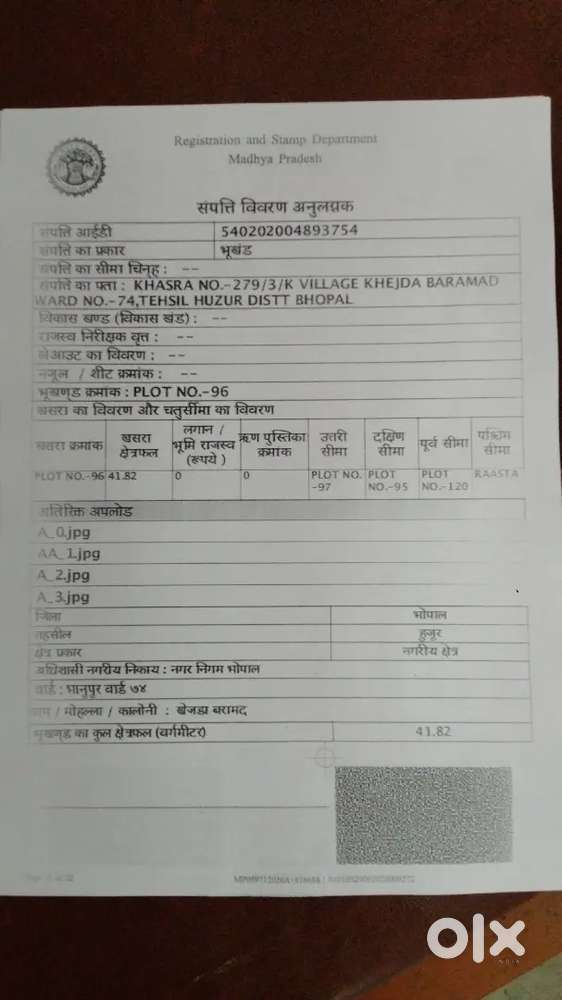 Registration and Stamp Department
Madhya Pradesh
संपत्ति विवरण अनुलग्नक
संपत्ति आईडी 540202004893754
संपत्ति का प्रकार भूखंड
संपत्ति का सीमा चिन्ह : --
संपत्ति का पता : KHASRA NO.-279/3/K VILLAGE KHEJDA BARAMAD
WARD NO.-74,TEHSIL HUZUR DISTT BHOPAL
विकास खण्ड (विकास खंड) : --
राजस्व निरीक्षक वृत्त : --
लेआउट का विवरण : --
नजूल / शीट क्रमांक : --
भूखण्ड क्रमांक : PLOT NO.-96
खसरा का विवरण और चतुर्सीमा का विवरण
खसरा क्रमांक खसरा क्षेत्रफल लगान / भूमि राजस्व (रूपये ) ऋण पुस्तिका क्रमांक उत्तरी सीमा दक्षिण सीमा पूर्व सीमा पश्चिम सीमा
PLOT NO.-96 41.82 0 0 PLOT NO. -97 PLOT NO.-95 PLOT NO.-120 RAASTA
अतिरिक्त अपलोड
A_0.jpg
AA_1.jpg
A_2.jpg
A_3.jpg
जिला भोपाल
तहसील हुजूर
क्षेत्र प्रकार नगरीय क्षेत्र
अधिशासी नगरीय निकाय : नगर निगम भोपाल
वार्ड : भानुपुर वार्ड ७४
ग्राम / मोहल्ला / कालोनी : खेजडा बरामद
भूखण्ड का कुल क्षेत्रफल (वर्गमीटर) 41.82
olx
INDIA